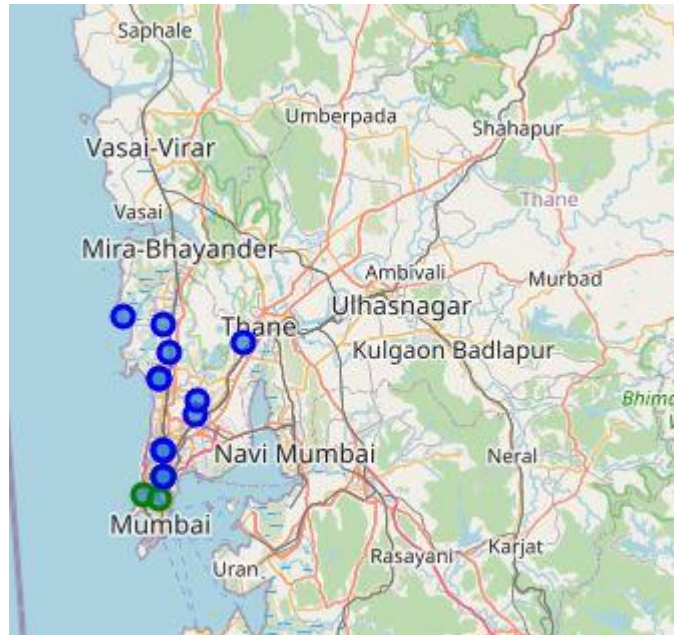 Saphale
Umberpada
Shahapur
Vasai-Virar
Thane
Vasai
Mira-Bhayander
Ambivali
Murbad
Ulhasnagar
Thane
Kulgaon Badlapur
Bhim
Navi Mumbai
Neral
Mumbai
Karjat
Rasayani
Uran